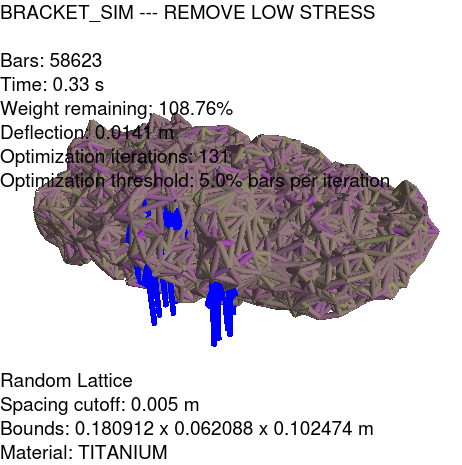 BRACKET_SIM --- REMOVE LOW STRESS
Bars: 58623
Time: 0.33 s
Weight remaining: 108.76%
Deflection: 0.0141 m
Optimization iterations: 131
Optimization threshold: 5.0% bars per iteration
Random Lattice
Spacing cutoff: 0.005 m
Bounds: 0.180912 x 0.062088 x 0.102474 m
Material: TITANIUM